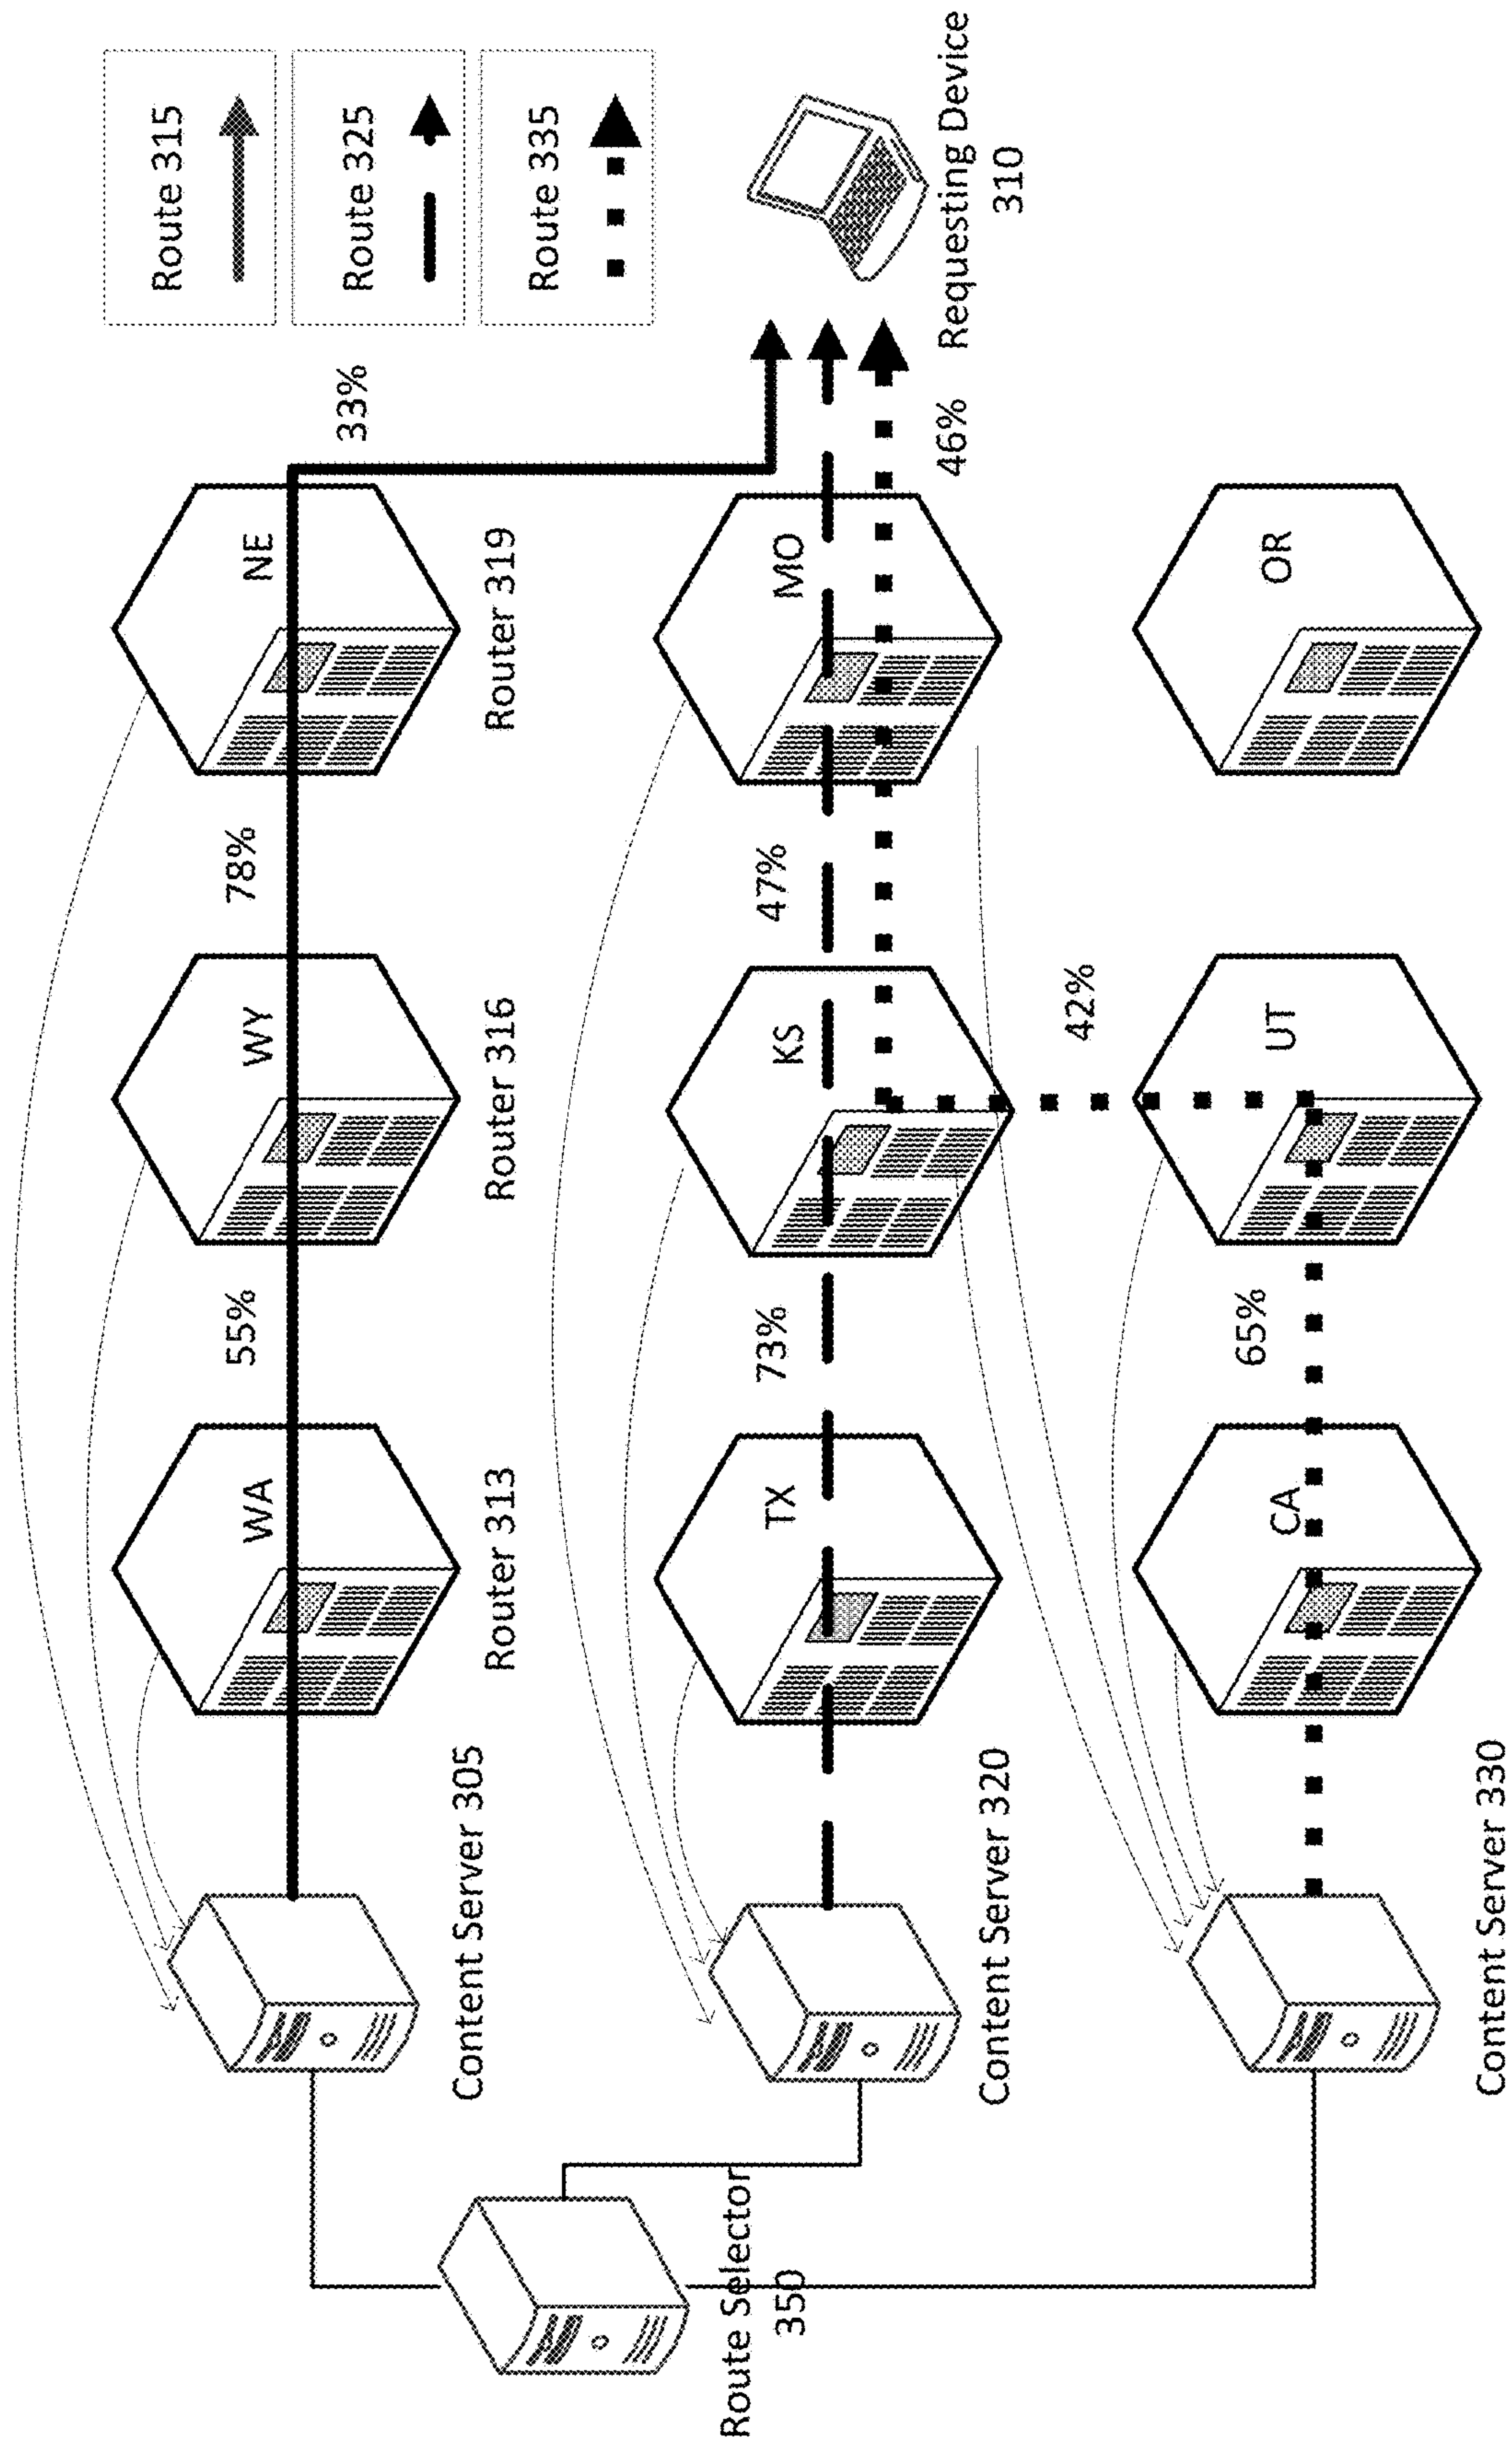 Route 315
Route 325
Route 335
33%
NE
78%
WY
55%
WA
Router 319
Router 316
Router 313
Content Server 305
Requesting Device
310
46%
MO
47%
KS
73%
TX
Content Server 320
42%
OR
UT
65%
CA
Content Server 330
Route Selector
350